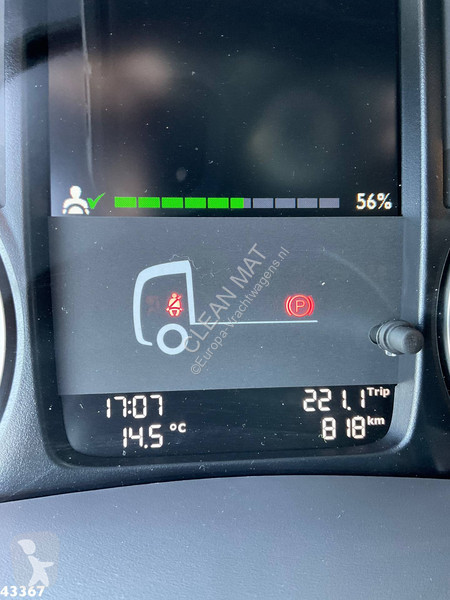 56%
CLEAN MAT
©Europa-Vrachtwagens.nl
P
17:07
221.1 Trip
14.5 °C
818 km
43367